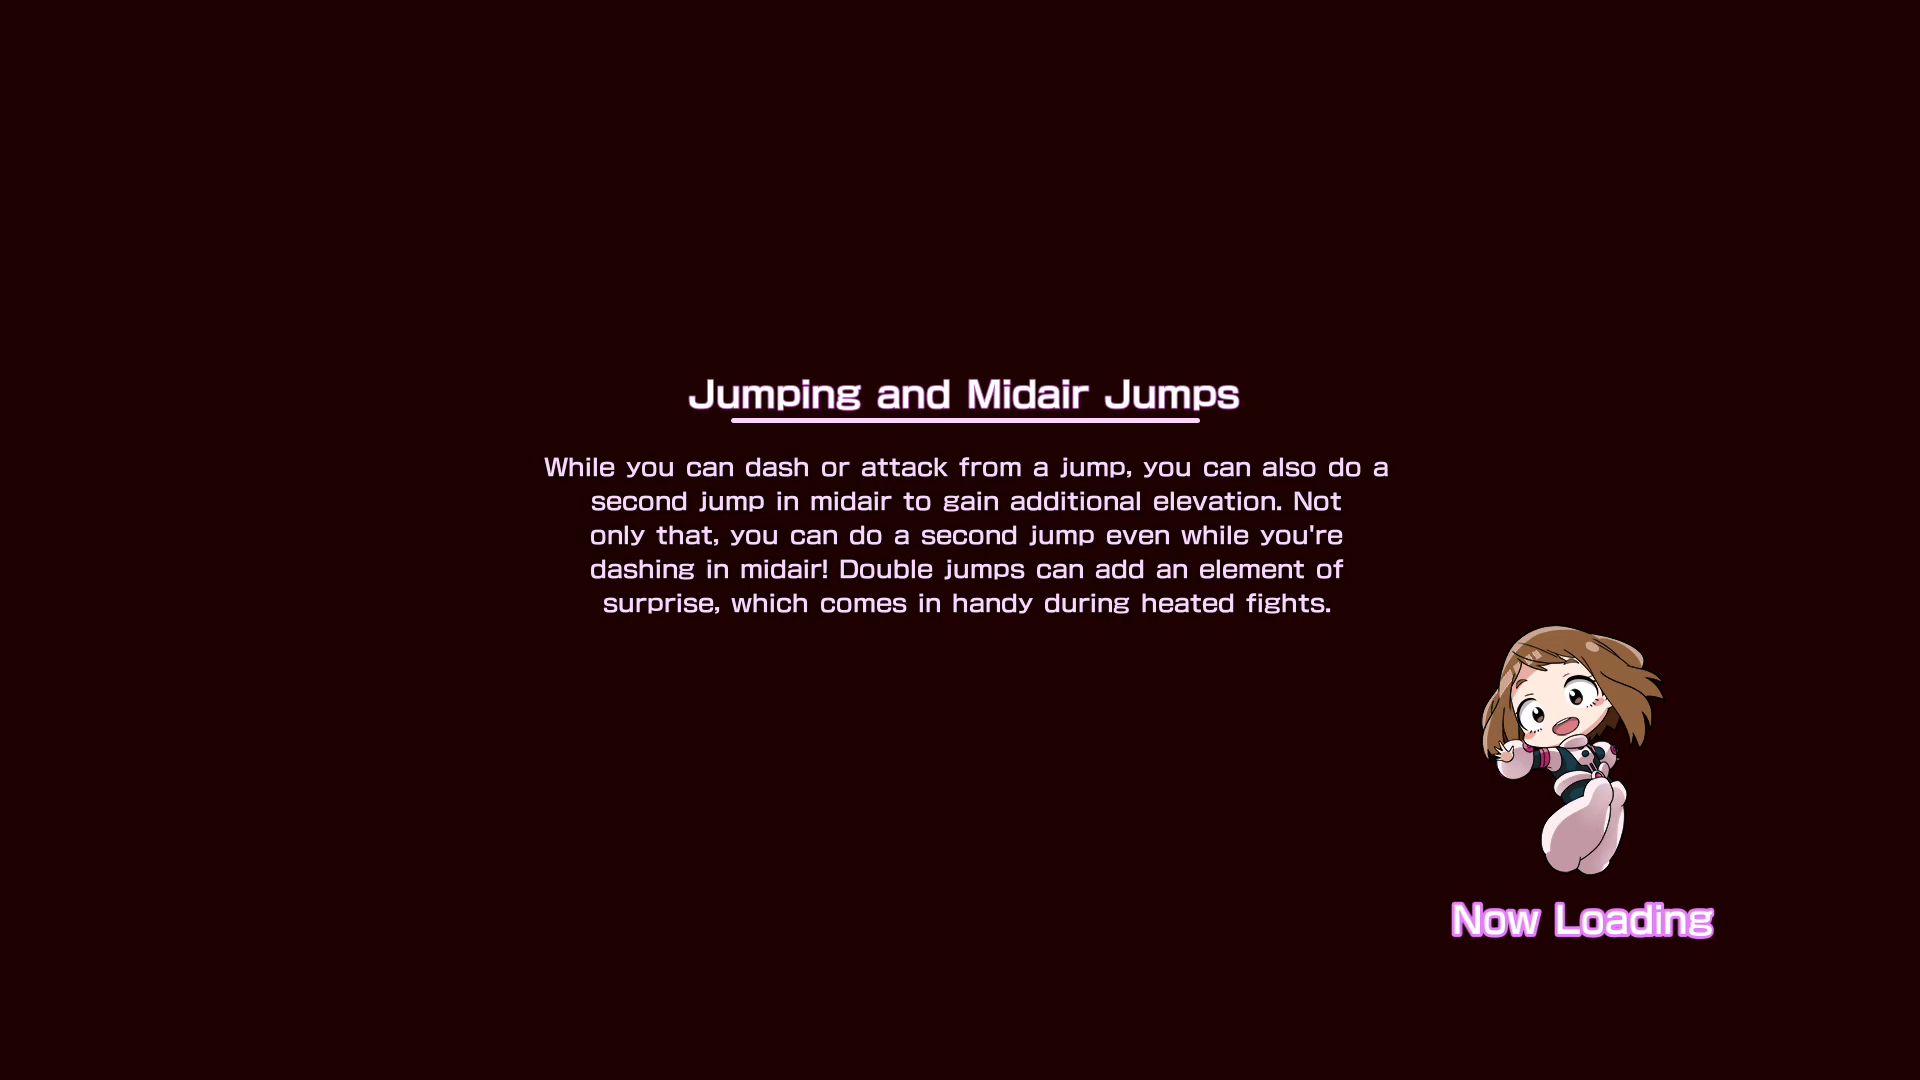 Jumping and Midair Jumps
While you can dash or attack from a jump, you can also do a
second jump in midair to gain additional elevation. Not
only that, you can do a second jump even while you're
dashing in midair! Double jumps can add an element of
surprise, which comes in handy during heated fights.
Now Loading